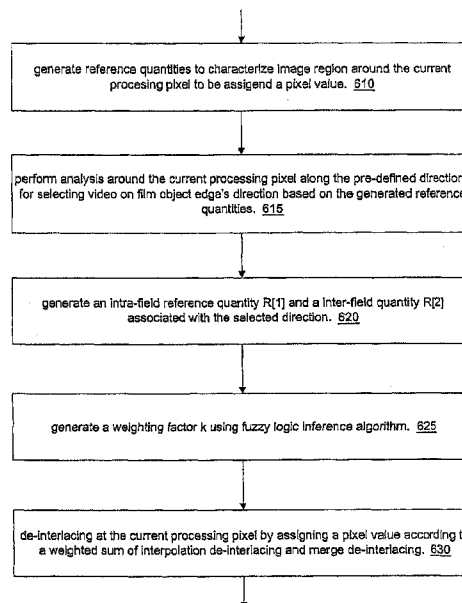 generate reference quantities to characterize image region around the current
procesing pixel to be assigend a pixel value. 610
perform analysis around the current processing pixel along the pre-defined direction
for selecting video on film object edge's direction based on the generated reference
quantities. 615
generate an intra-field reference quantity R[1] and a inter-field quantity R[2]
associated with the selected direction. 620
generate a weighting factor k using fuzzy logic inference algorithm. 625
de-interlacing at the current processing pixel by assigning a pixel value according t
a weighted sum of interpolation de-interlacing and merge de-interlacing. 630